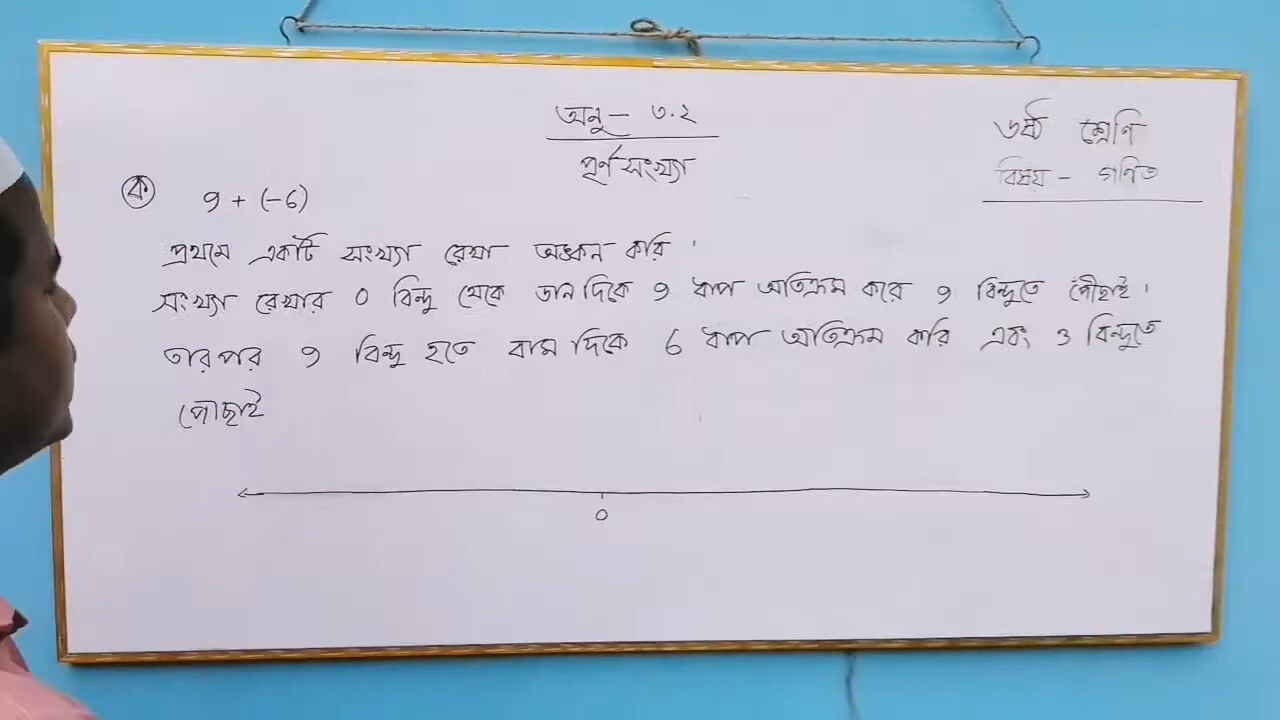 অনু - ৩.২
পূর্ণসংখ্যা
৬ষ্ঠ শ্রেণি
বিষয় - গণিত
ক 9 + (-6)
প্রথমে একটি সংখ্যা রেখা অঙ্কন করি।
সংখ্যা রেখার 0 বিন্দু থেকে ডান দিকে 9 ধাপ অতিক্রম করে 9 বিন্দুতে পৌঁছাই।
তারপর 9 বিন্দু হতে বাম দিকে 6 ধাপ অতিক্রম করি এবং 3 বিন্দুতে
পৌছাই
0